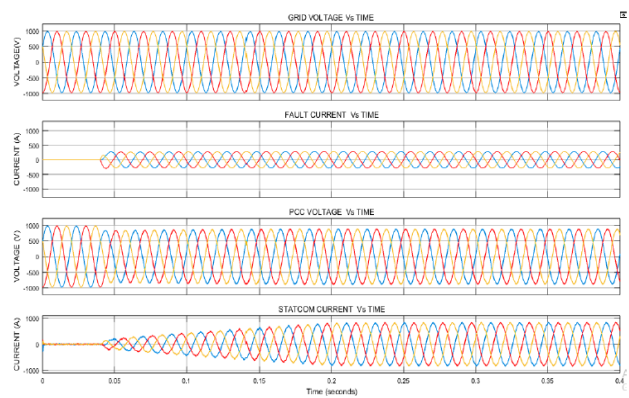 GRID VOLTAGE Vs TIME
VOLTAGE(V)
1000
500
0
-500
-1000
FAULT CURRENT Vs TIME
CURRENT (A)
1000
500
0
-500
-1000
PCC VOLTAGE Vs TIME
VOLTAGE (V)
1000
500
0
-500
-1000
STATCOM CURRENT Vs TIME
CURRENT (A)
1000
0
-1000
0 0.05 0.1 0.15 0.2 0.25 0.3 0.35 0.4
Time (seconds)